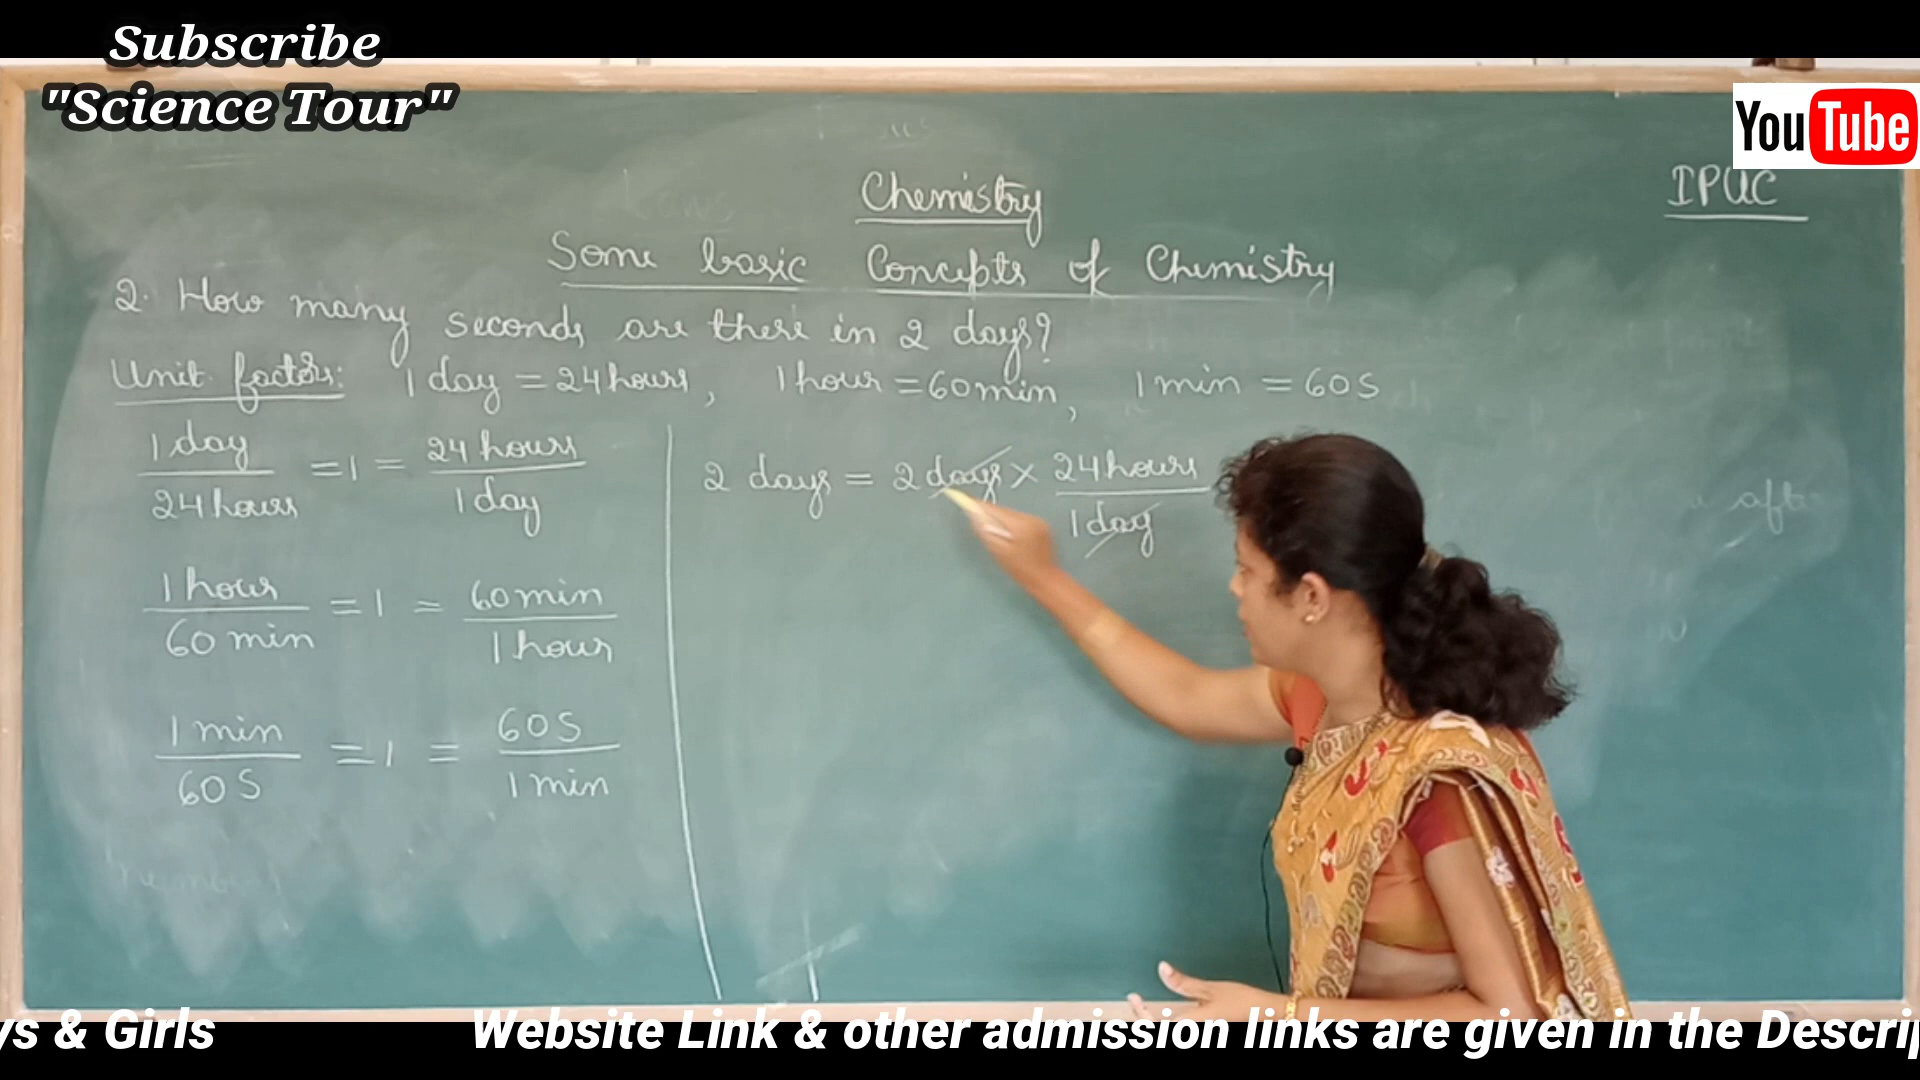 Subscribe
"Science Tour"
YouTube
IPUC
Chemistry
Some basic Concepts of Chemistry
2. How many seconds are there in 2 days?
Unit factors: 1 day = 24 hours, 1 hour = 60 min, 1 min = 60 S
1 day / 24 hours = 1 = 24 hours / 1 day
2 days = 2 days × 24 hours / 1 day
1 hour / 60 min = 1 = 60 min / 1 hour
1 min / 60 S = 1 = 60 S / 1 min
ys & Girls Website Link & other admission links are given in the Descrip